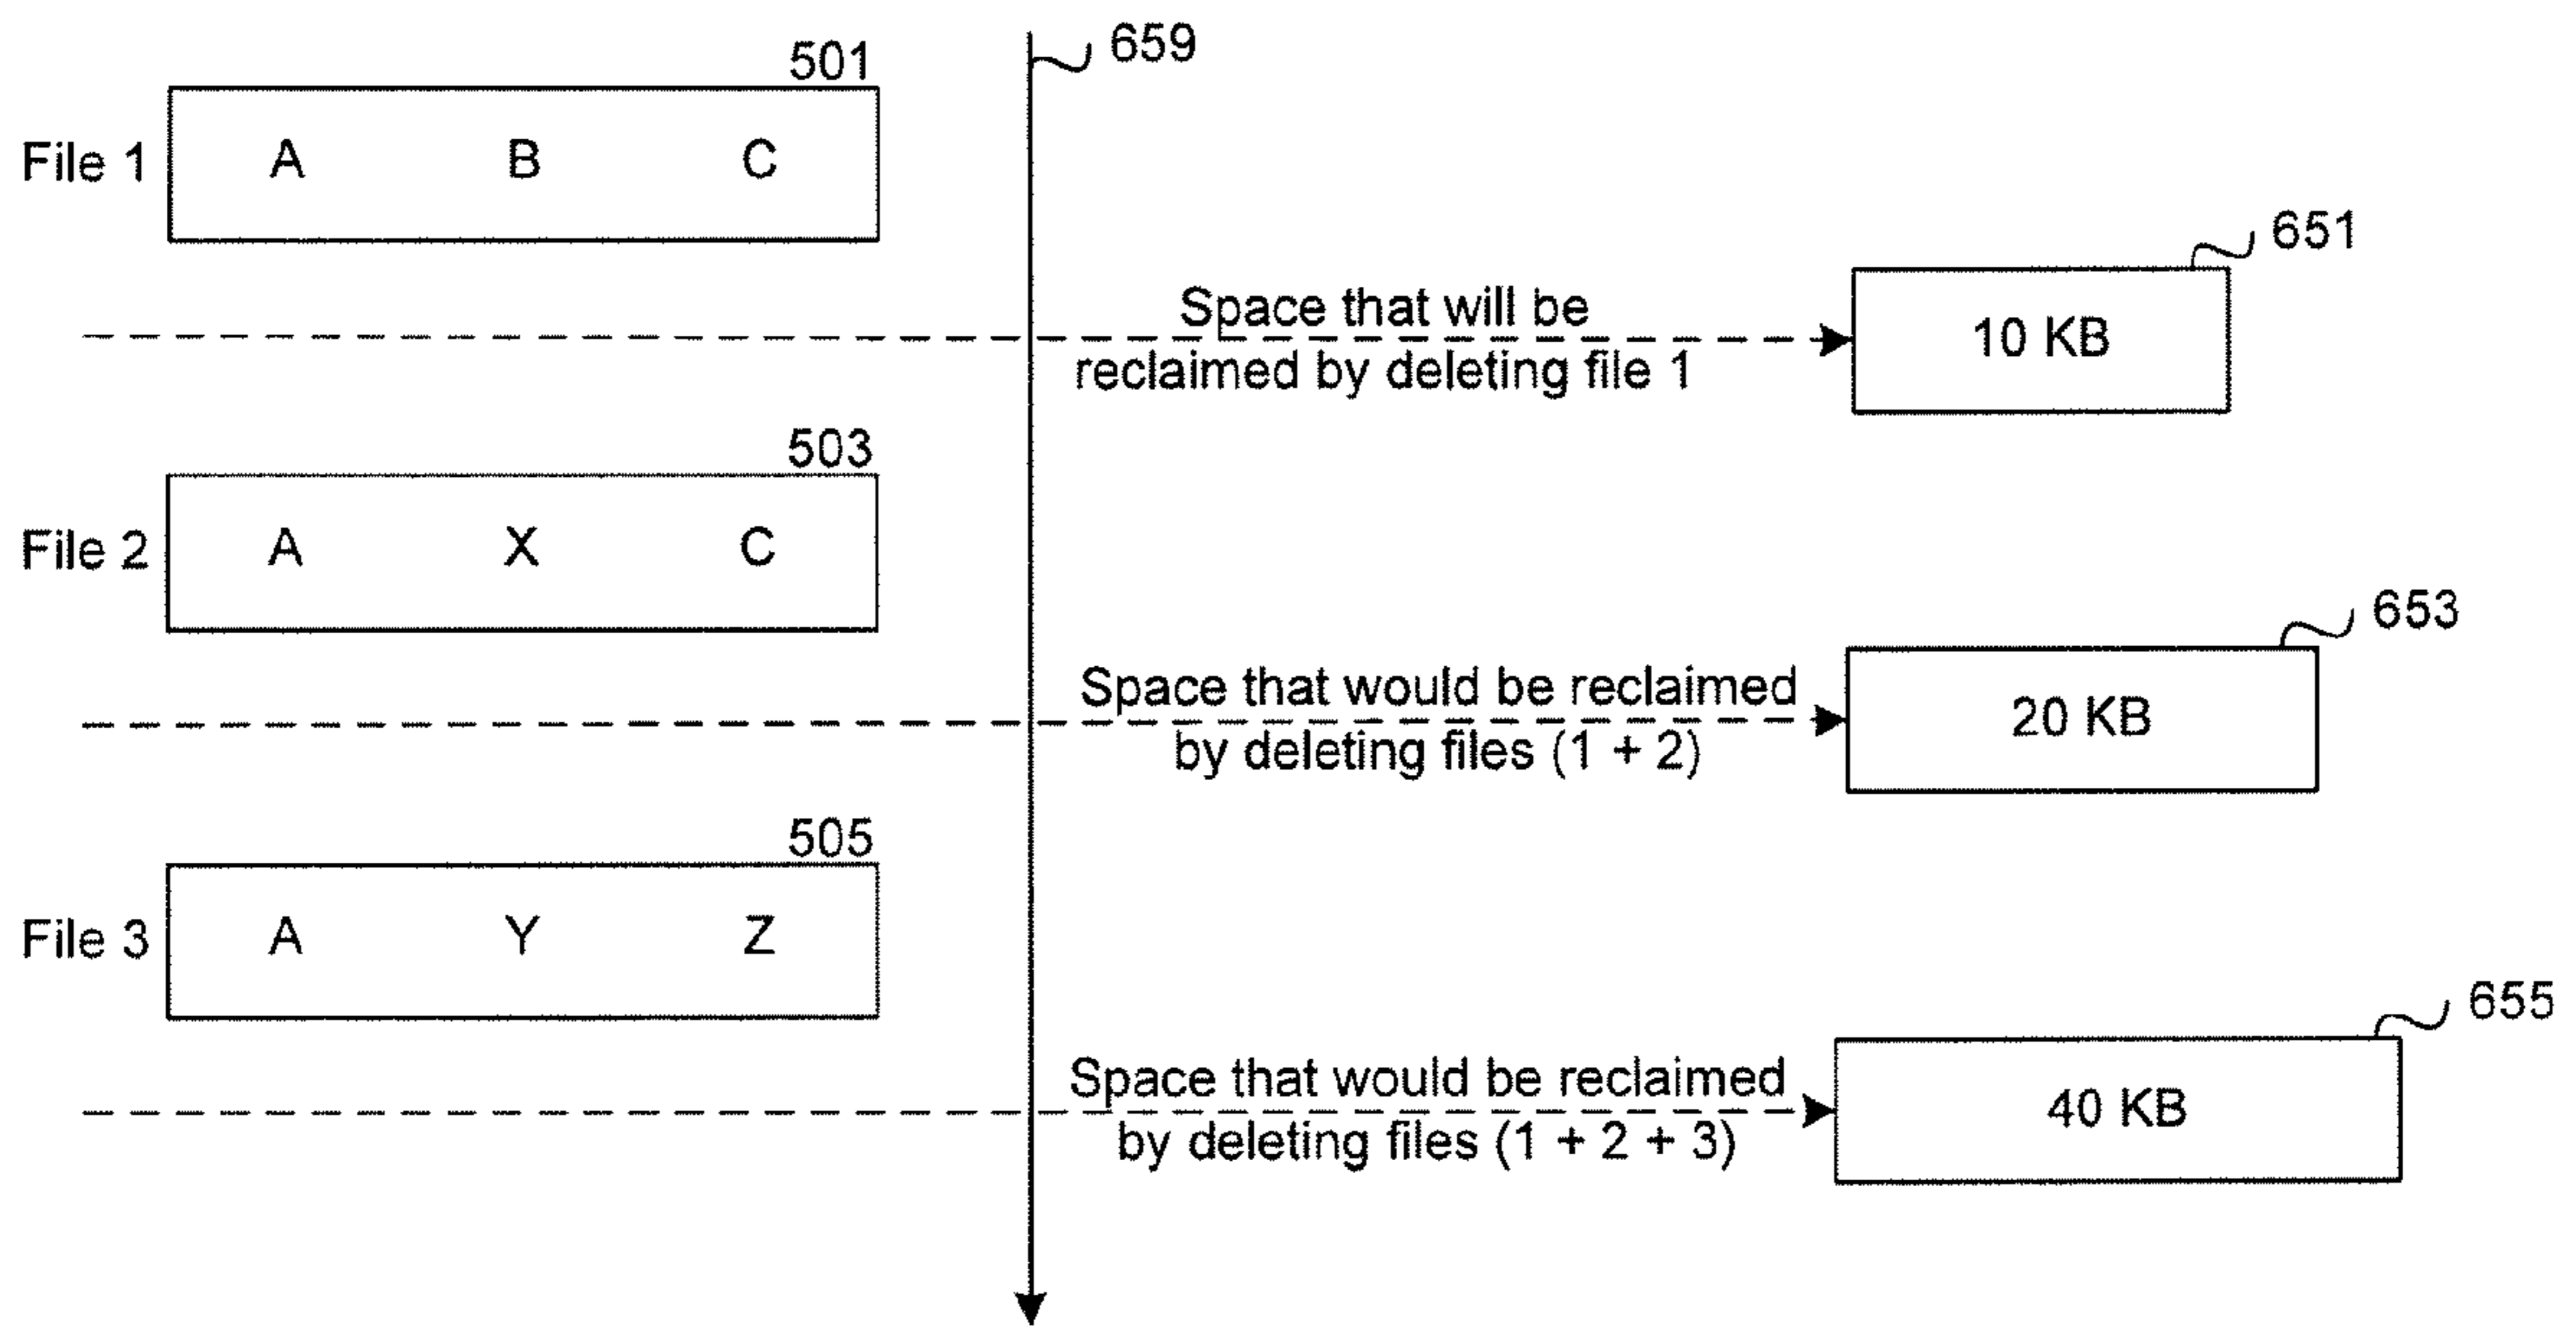 659
501
File 1 A B C
651
Space that will be
reclaimed by deleting file 1
10 KB
503
File 2 A X C
653
Space that would be reclaimed
by deleting files (1 + 2)
20 KB
505
File 3 A Y Z
655
Space that would be reclaimed
by deleting files (1 + 2 + 3)
40 KB